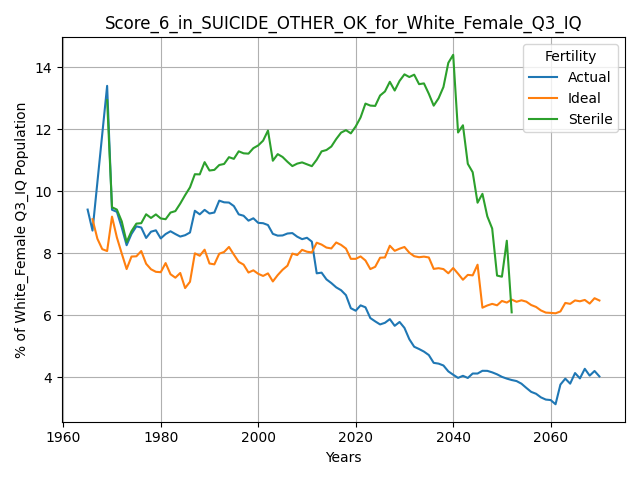 Score_6_in_SUICIDE_OTHER_OK_for_White_Female_Q3_IQ
% of White_Female Q3_IQ Population
14
12
10
8
6
4
Fertility
Actual
Ideal
Sterile
1960 1980 2000 2020 2040 2060
Years